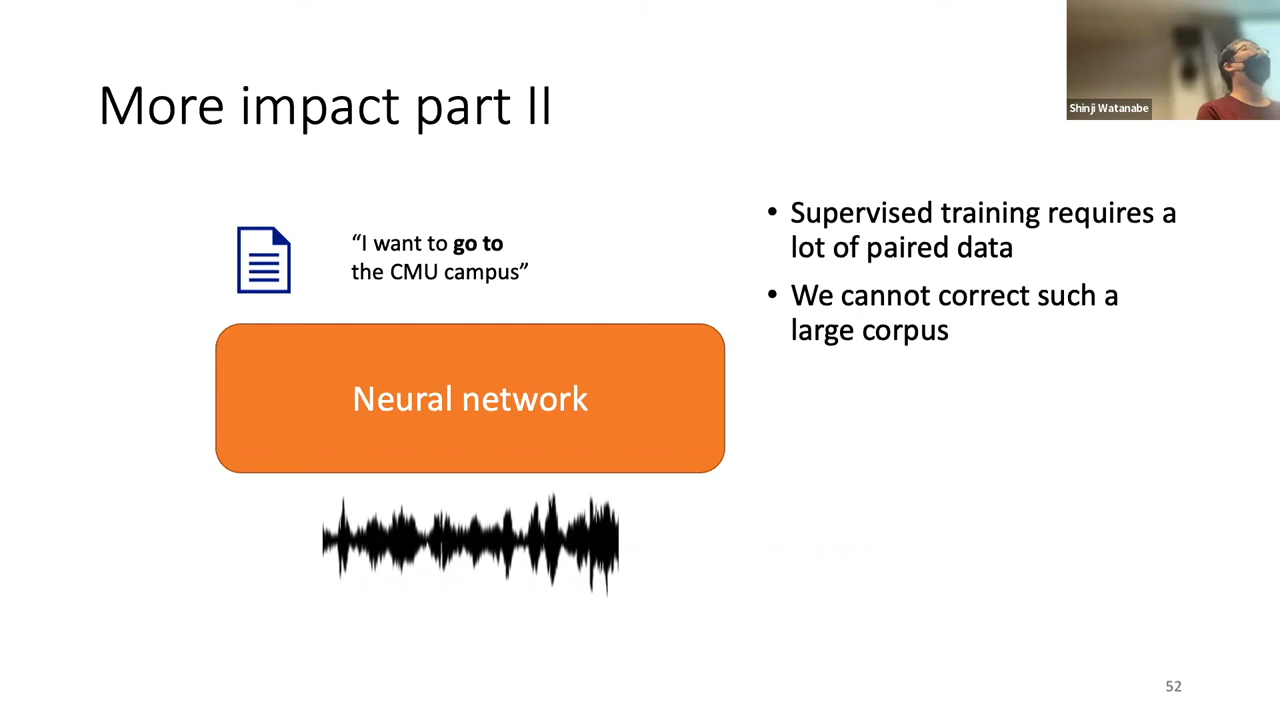 More impact part II
Shinji Watanabe
“I want to go to
the CMU campus”
Neural network
• Supervised training requires a
lot of paired data
• We cannot correct such a
large corpus
52